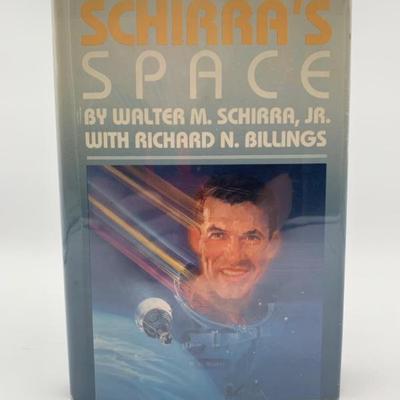 SCHIRRA'S
SPACE
BY WALTER M. SCHIRRA, JR.
WITH RICHARD N. BILLINGS